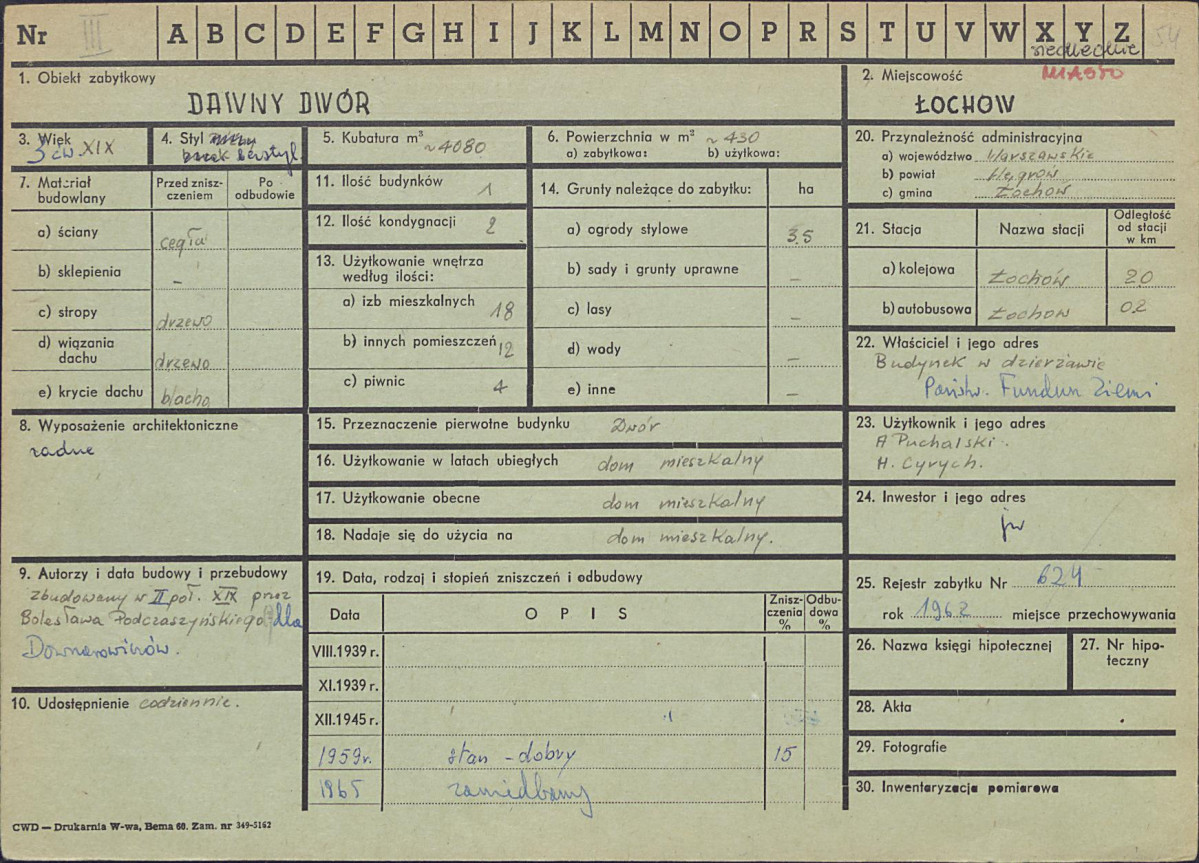 Nr III A B C D E F G H I J K L M N O P R S T U V W X Y Z 54
siedleckie
MIASTO
1. Obiekt zabytkowy
DAWNY DWÓR
2. Miejscowość
ŁOCHÓW
3. Wiek
3 ćw. XIX
4. Styl
5. Kubatura m³ ~4080
6. Powierzchnia w m² ~430
a) zabytkowa: b) użytkowa:
7. Materiał budowlany
Przed zniszczeniem
Po odbudowie
a) ściany cegła
b) sklepienia –
c) stropy drzewo
d) wiązania dachu drzewo
e) krycie dachu blacha
8. Wyposażenie architektoniczne
żadne
9. Autorzy i data budowy i przebudowy
zbudowany w II poł. XIX przez
Bolesława Podczaszyńskiego dla
Downarowiczów.
10. Udostępnienie codziennie.
11. Ilość budynków 1
12. Ilość kondygnacji 2
13. Użytkowanie wnętrza
według ilości:
a) izb mieszkalnych 18
b) innych pomieszczeń 12
c) piwnic 4
14. Grunty należące do zabytku: ha
a) ogrody stylowe 3,5
b) sady i grunty uprawne –
c) lasy –
d) wody –
e) inne –
15. Przeznaczenie pierwotne budynku Dwór
16. Użytkowanie w latach ubiegłych dom mieszkalny
17. Użytkowanie obecne dom mieszkalny
18. Nadaje się do użycia na dom mieszkalny.
19. Data, rodzaj i stopień zniszczeń i odbudowy
Data OPIS Zniszczenia % Odbudowa %
VIII.1939 r.
XI.1939 r.
XII.1945 r.
1959r. stan - dobry 15
1965 zaniedbany
20. Przynależność administracyjna
a) województwo Warszawskie
b) powiat Węgrów
c) gmina Łochów
21. Stacja Nazwa stacji Odległość od stacji w km
a) kolejowa Łochów 2.0
b) autobusowa Łochów 0.2
22. Właściciel i jego adres
Budynek w dzierżawie
Państw. Fundusz Ziemi
23. Użytkownik i jego adres
A Puchalski.
H. Cyrych.
24. Inwestor i jego adres
jw
25. Rejestr zabytku Nr 624
rok 1962 miejsce przechowywania
26. Nazwa księgi hipotecznej
27. Nr hipoteczny
28. Akta
29. Fotografie
30. Inwentaryzacja pomiarowa
CWD — Drukarnia W-wa, Bema 60. Zam. nr 349-5162